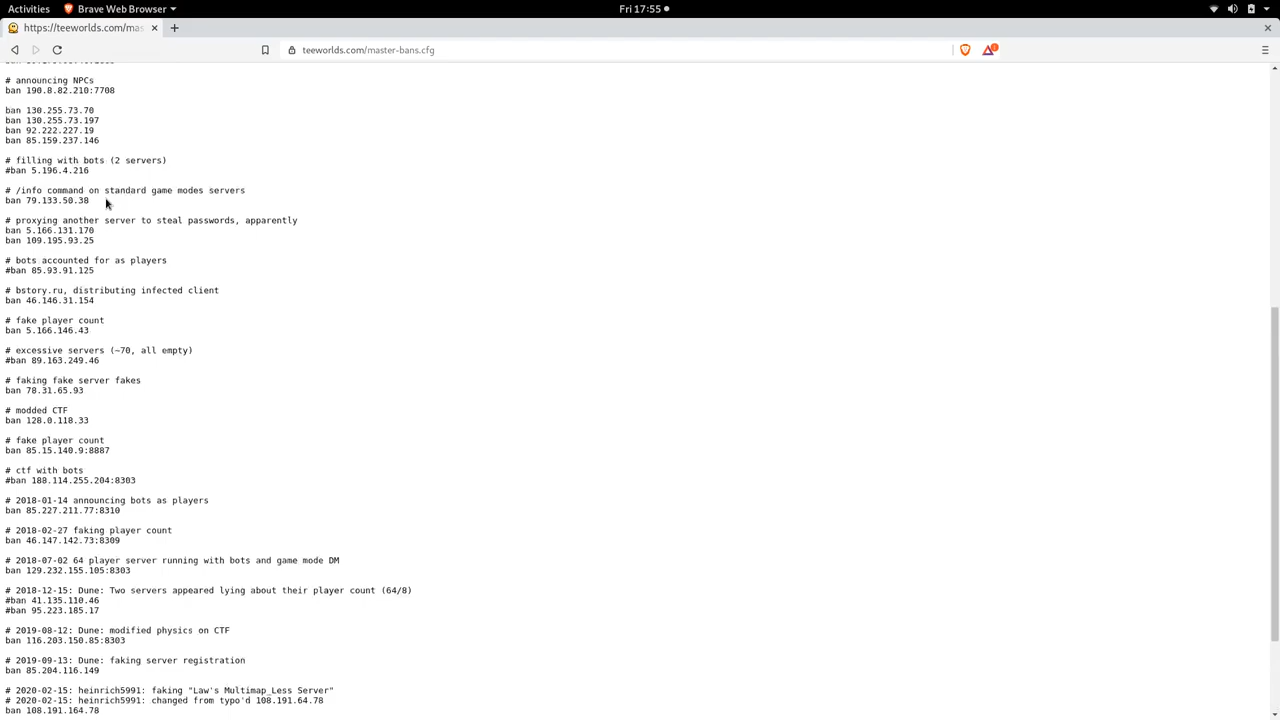 Activities
Brave Web Browser
Fri 17:55
https://teeworlds.com/mas
teeworlds.com/master-bans.cfg
# announcing NPCs
ban 190.8.82.210:7708
ban 130.255.73.70
ban 130.255.73.197
ban 92.222.227.19
ban 85.159.237.146
# filling with bots (2 servers)
#ban 5.196.4.216
# /info command on standard game modes servers
ban 79.133.50.38
# proxying another server to steal passwords, apparently
ban 5.166.131.170
ban 109.195.93.25
# bots accounted for as players
#ban 85.93.91.125
# bstory.ru, distributing infected client
ban 46.146.31.154
# fake player count
ban 5.166.146.43
# excessive servers (~70, all empty)
#ban 89.163.249.46
# faking fake server fakes
ban 78.31.65.93
# modded CTF
ban 128.0.118.33
# fake player count
ban 85.15.140.9:8887
# ctf with bots
#ban 188.114.255.204:8303
# 2018-01-14 announcing bots as players
ban 85.227.211.77:8310
# 2018-02-27 faking player count
ban 46.147.142.73:8309
# 2018-07-02 64 player server running with bots and game mode DM
ban 129.232.155.105:8303
# 2018-12-15: Dune: Two servers appeared lying about their player count (64/8)
#ban 41.135.110.46
#ban 95.223.185.17
# 2019-08-12: Dune: modified physics on CTF
ban 116.203.150.85:8303
# 2019-09-13: Dune: faking server registration
ban 85.204.116.149
# 2020-02-15: heinrich5991: faking "Law's Multimap_Less Server"
# 2020-02-15: heinrich5991: changed from typo'd 108.191.64.78
ban 108.191.164.78